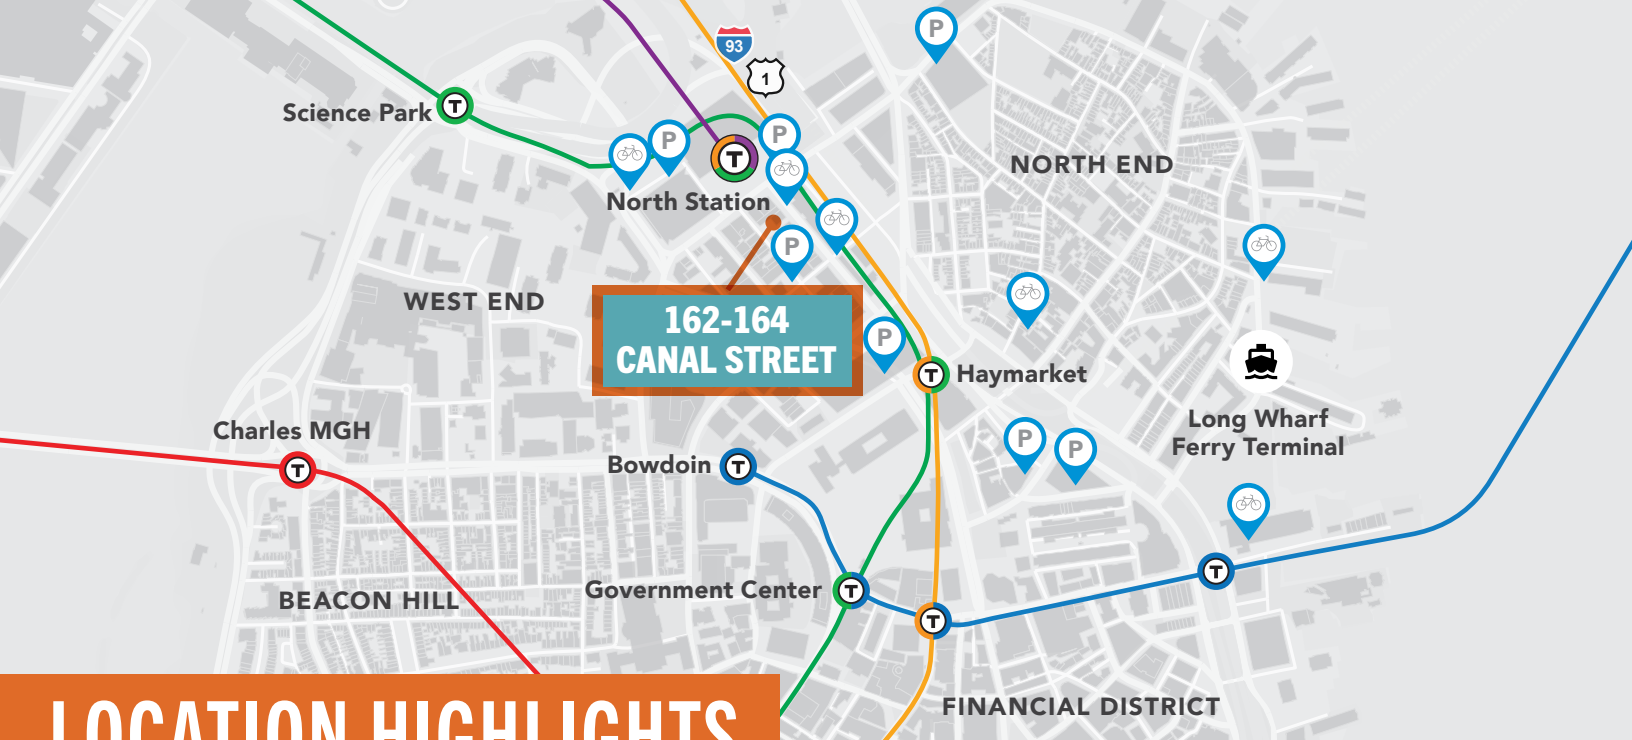 P
93
1
Science Park
T
P
P
T
North Station
NORTH END
P
WEST END
162-164
CANAL STREET
P
T
Haymarket
Long Wharf
Ferry Terminal
Charles MGH
T
Bowdoin
T
P
P
Government Center
T
T
T
BEACON HILL
FINANCIAL DISTRICT
LOCATION HIGHLIGHTS